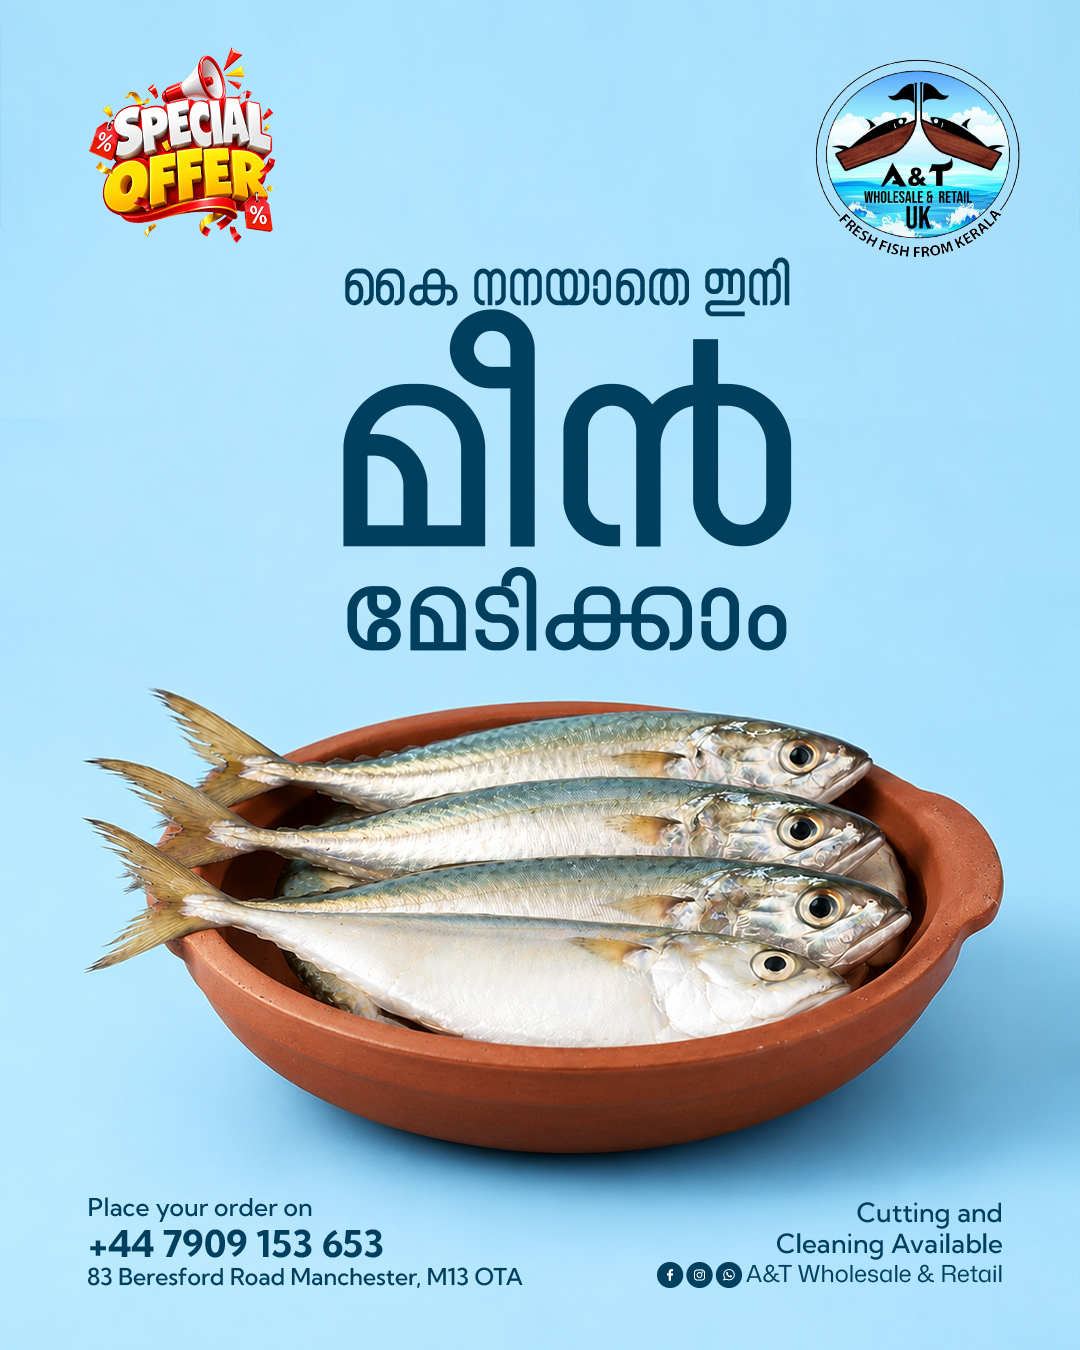 SPECIAL
OFFER
%
%
A&T
WHOLESALE & RETAIL
UK
FRESH FISH FROM KERALA
കൈ നനയാതെ ഇനി
മീൻ
മേടിക്കാം
Place your order on
+44 7909 153 653
83 Beresford Road Manchester, M13 OTA
Cutting and
Cleaning Available
A&T Wholesale & Retail